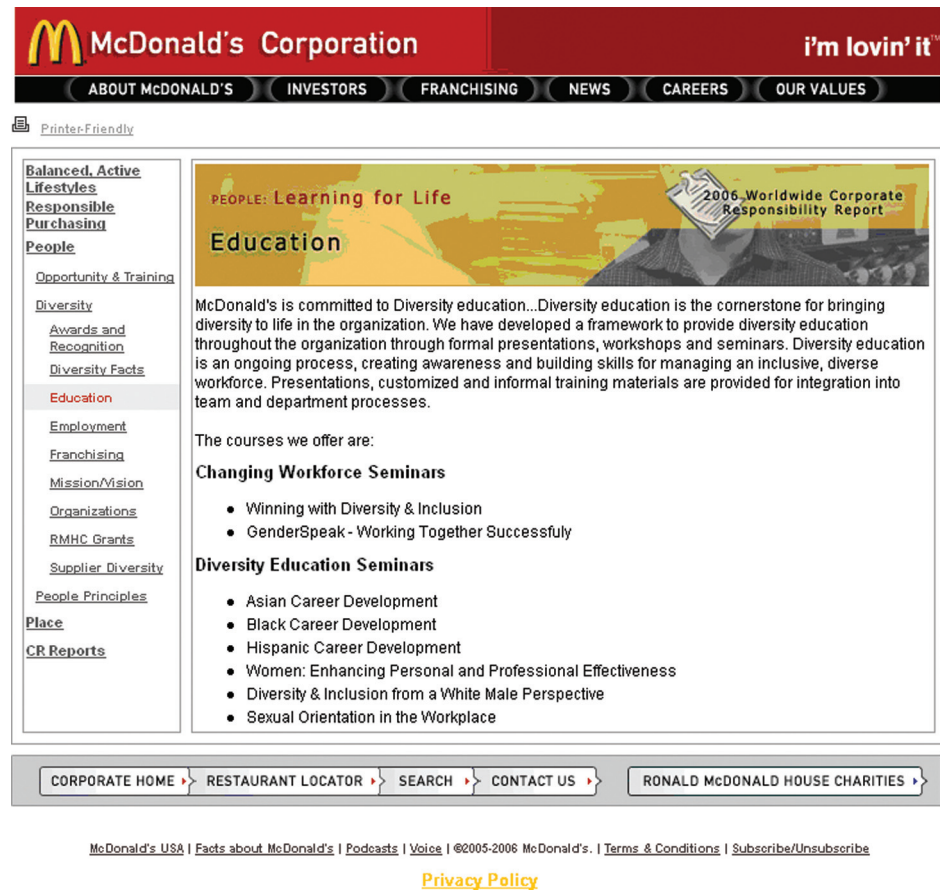 McDonald's Corporation
i'm lovin' it™
ABOUT McDONALD'S INVESTORS FRANCHISING NEWS CAREERS OUR VALUES
Printer-Friendly
Balanced, Active
Lifestyles
Responsible
Purchasing
People
Opportunity & Training
Diversity
Awards and
Recognition
Diversity Facts
Education
Employment
Franchising
Mission/Vision
Organizations
RMHC Grants
Supplier Diversity
People Principles
Place
CR Reports
PEOPLE: Learning for Life
Education
2006 Worldwide Corporate
Responsibility Report
McDonald's is committed to Diversity education...Diversity education is the cornerstone for bringing
diversity to life in the organization. We have developed a framework to provide diversity education
throughout the organization through formal presentations, workshops and seminars. Diversity education
is an ongoing process, creating awareness and building skills for managing an inclusive, diverse
workforce. Presentations, customized and informal training materials are provided for integration into
team and department processes.
The courses we offer are:
Changing Workforce Seminars
• Winning with Diversity & Inclusion
• GenderSpeak - Working Together Successfuly
Diversity Education Seminars
• Asian Career Development
• Black Career Development
• Hispanic Career Development
• Women: Enhancing Personal and Professional Effectiveness
• Diversity & Inclusion from a White Male Perspective
• Sexual Orientation in the Workplace
CORPORATE HOME RESTAURANT LOCATOR SEARCH CONTACT US RONALD McDONALD HOUSE CHARITIES
McDonald's USA | Facts about McDonald's | Podcasts | Voice | ©2005-2006 McDonald's. | Terms & Conditions | Subscribe/Unsubscribe
Privacy Policy